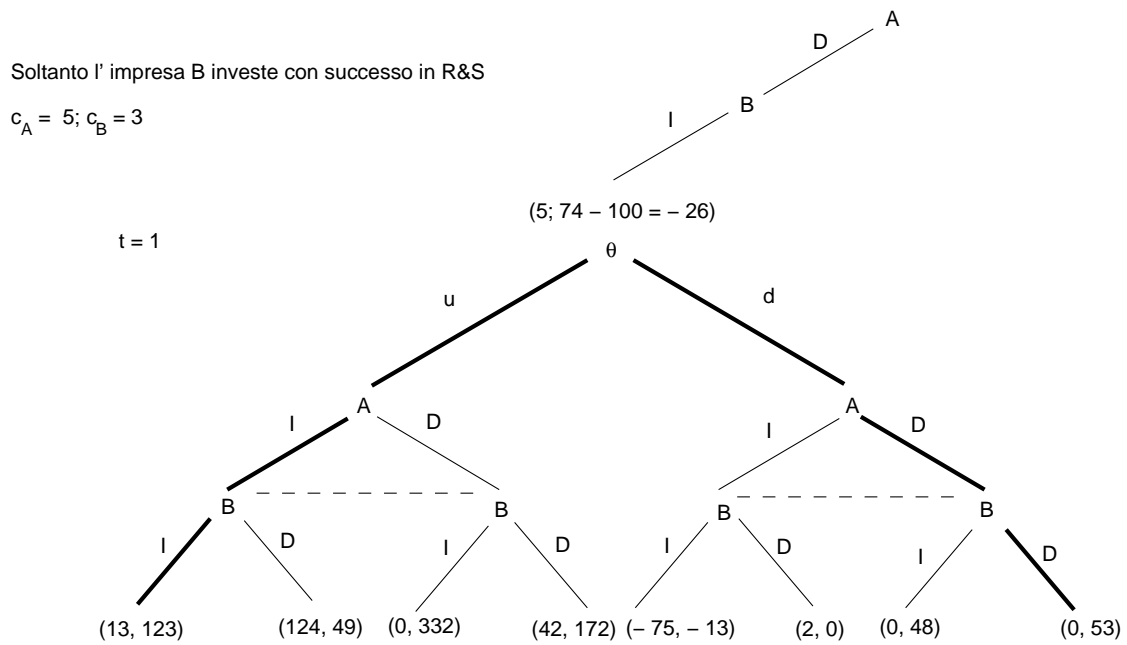 A
D
Soltanto l' impresa B investe con successo in R&S
B
c_A = 5; c_B = 3
I
(5; 74 – 100 = – 26)
t = 1
θ
u
d
A
D
A
D
I
I
B
B
B
B
I
D
I
D
I
D
I
D
(13, 123)
(124, 49)
(0, 332)
(42, 172)
(– 75, – 13)
(2, 0)
(0, 48)
(0, 53)